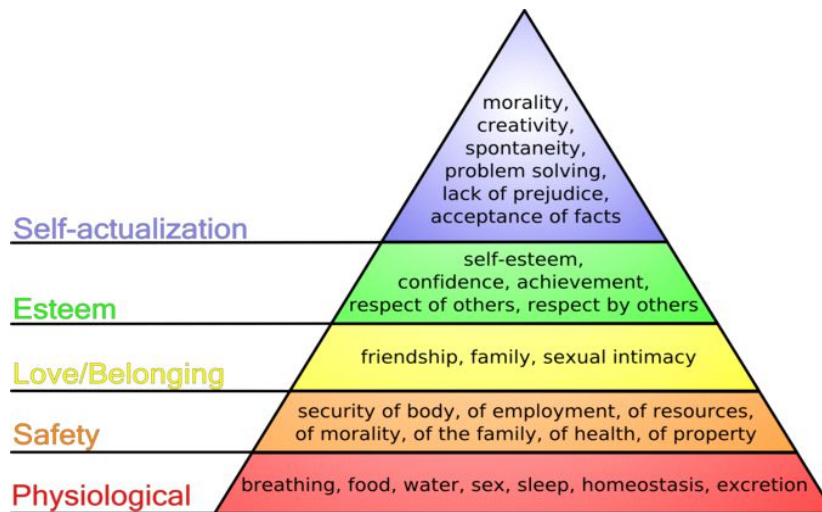 morality,
creativity,
spontaneity,
problem solving,
lack of prejudice,
acceptance of facts
Self-actualization
self-esteem,
confidence, achievement,
respect of others, respect by others
Esteem
friendship, family, sexual intimacy
Love/Belonging
security of body, of employment, of resources,
of morality, of the family, of health, of property
Safety
breathing, food, water, sex, sleep, homeostasis, excretion
Physiological